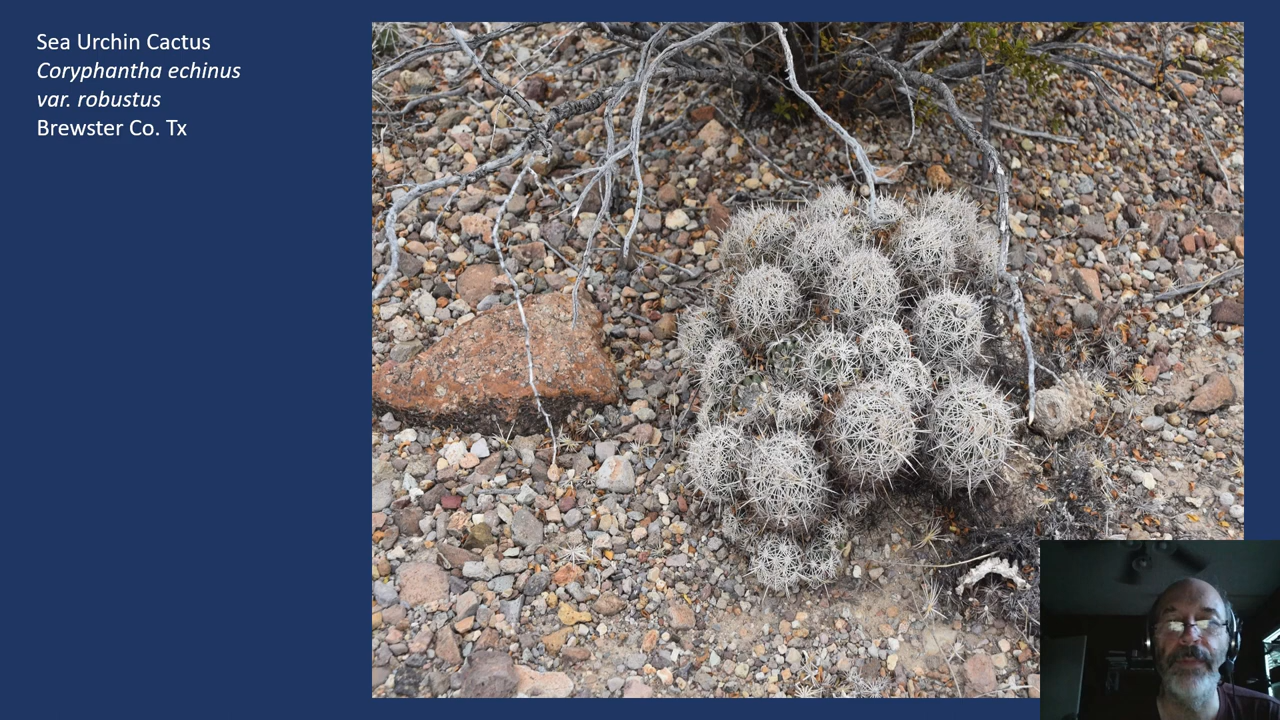 Sea Urchin Cactus
Coryphantha echinus
var. robustus
Brewster Co. Tx